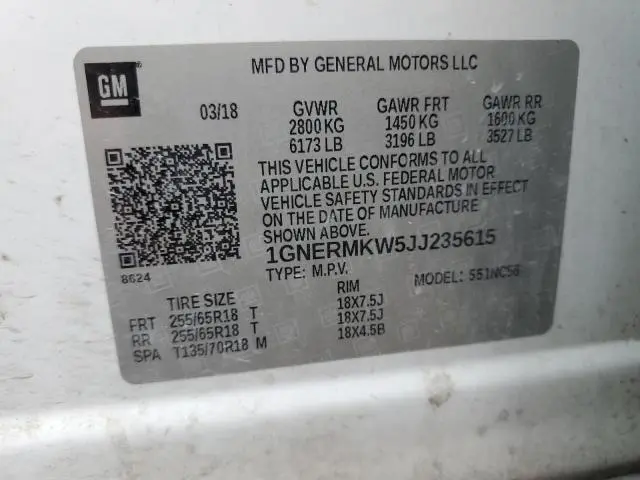 GM
MFD BY GENERAL MOTORS LLC
03/18 GVWR GAWR FRT GAWR RR
2800 KG 1450 KG 1600 KG
6173 LB 3196 LB 3527 LB
THIS VEHICLE CONFORMS TO ALL
APPLICABLE U.S. FEDERAL MOTOR
VEHICLE SAFETY STANDARDS IN EFFECT
ON THE DATE OF MANUFACTURE
SHOWN ABOVE.
8624
1GNERMKW5JJ235615
TYPE: M.P.V. MODEL: 551NC56
TIRE SIZE RIM
FRT 255/65R18 T 18X7.5J
RR 255/65R18 T 18X7.5J
SPA T135/70R18 M 18X4.5B